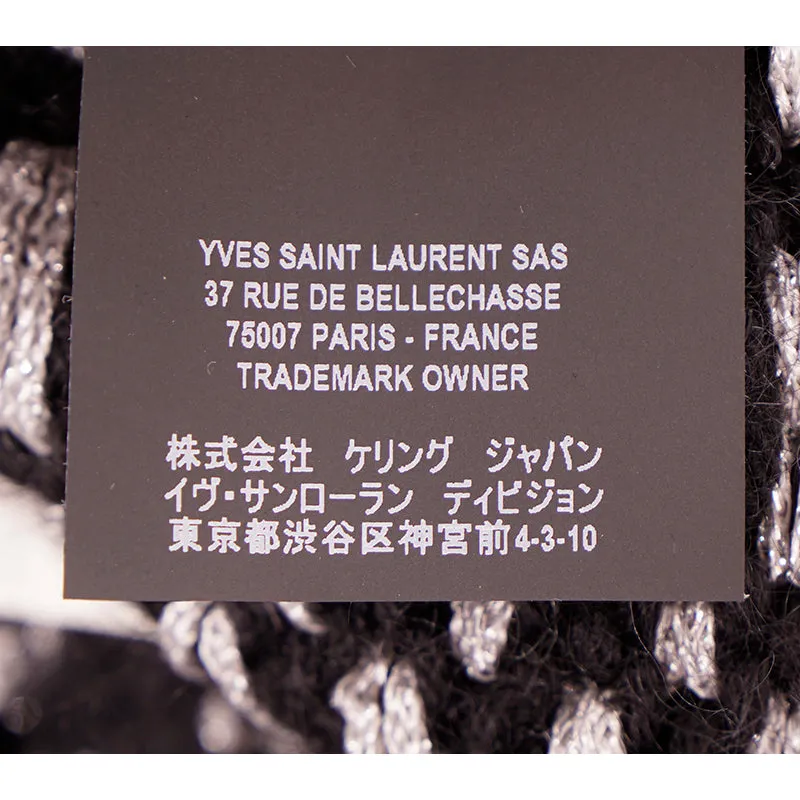 YVES SAINT LAURENT SAS
37 RUE DE BELLECHASSE
75007 PARIS - FRANCE
TRADEMARK OWNER
株式会社 ケリング ジャパン
イヴ・サンローラン ディビジョン
東京都渋谷区神宮前4-3-10